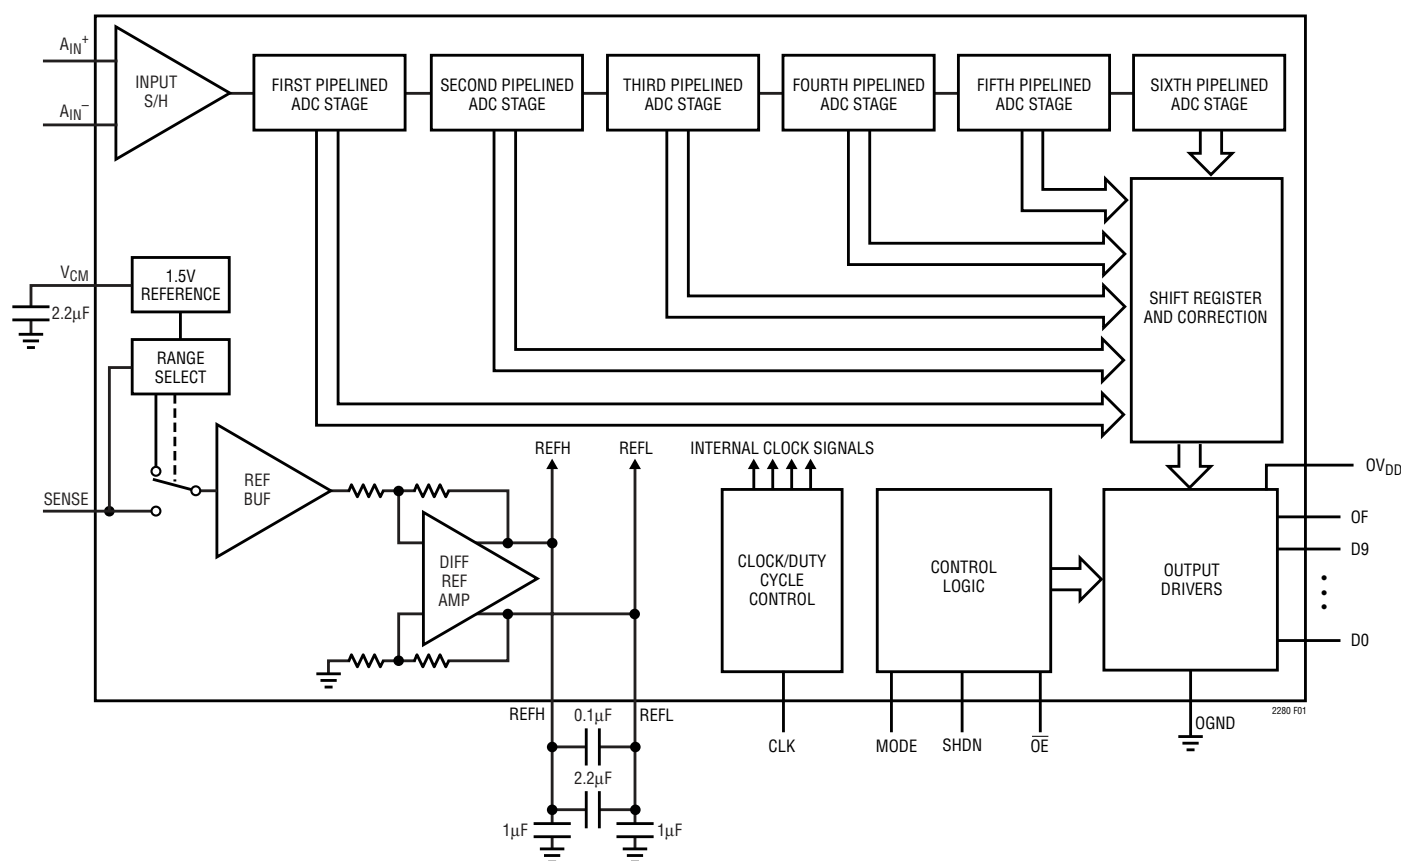 AIN+
AIN–
INPUT
S/H
FIRST PIPELINED
ADC STAGE
SECOND PIPELINED
ADC STAGE
THIRD PIPELINED
ADC STAGE
FOURTH PIPELINED
ADC STAGE
FIFTH PIPELINED
ADC STAGE
SIXTH PIPELINED
ADC STAGE
SHIFT REGISTER
AND CORRECTION
VCM
2.2µF
1.5V
REFERENCE
RANGE
SELECT
SENSE
REF
BUF
DIFF
REF
AMP
REFH
REFL
INTERNAL CLOCK SIGNALS
CLOCK/DUTY
CYCLE
CONTROL
CONTROL
LOGIC
OUTPUT
DRIVERS
OVDD
OF
D9
D0
REFH
0.1µF
REFL
2.2µF
1µF
1µF
CLK
MODE
SHDN
OE
OGND
2280 F01